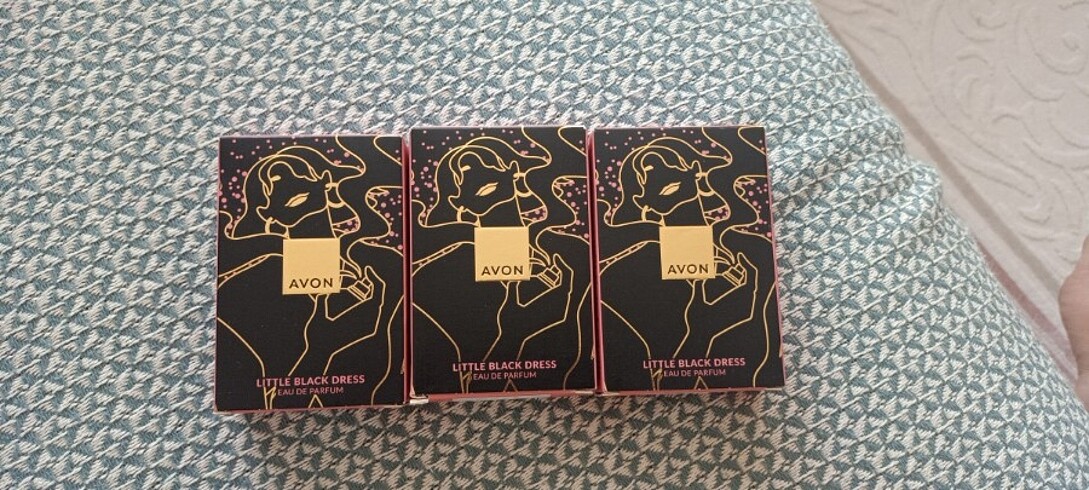 AVON
LITTLE BLACK DRESS
EAU DE PARFUM
AVON
LITTLE BLACK DRESS
EAU DE PARFUM
AVON
LITTLE BLACK DRESS
EAU DE PARFUM